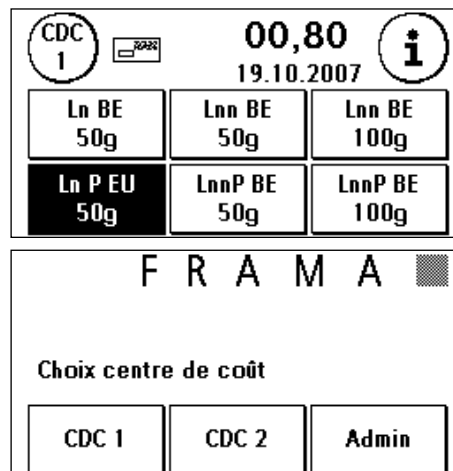 CDC 00,80 i
1 19.10.2007
Ln BE Lnn BE Lnn BE
50g 50g 100g
Ln P EU LnnP BE LnnP BE
50g 50g 100g
F R A M A
Choix centre de coût
CDC 1 CDC 2 Admin